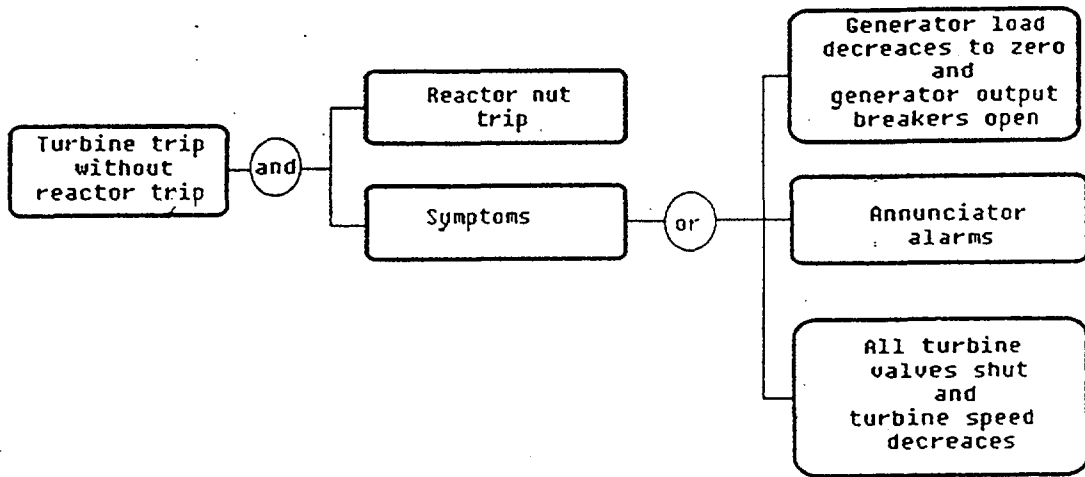 Turbine trip
without
reactor trip
and
Reactor nut
trip
Symptoms
or
Generator load
decreaces to zero
and
generator output
breakers open
Annunciator
alarms
All turbine
valves shut
and
turbine speed
decreaces